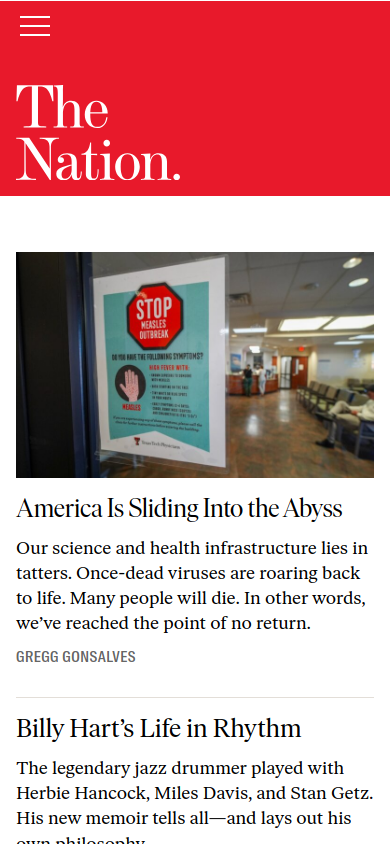 The
Nation.
STOP
MEASLES
OUTBREAK
DO YOU HAVE THE FOLLOWING SYMPTOMS?
HIGH FEVER WITH:
MEASLES
America Is Sliding Into the Abyss
Our science and health infrastructure lies in
tatters. Once-dead viruses are roaring back
to life. Many people will die. In other words,
we’ve reached the point of no return.
GREGG GONSALVES
Billy Hart’s Life in Rhythm
The legendary jazz drummer played with
Herbie Hancock, Miles Davis, and Stan Getz.
His new memoir tells all—and lays out his
own philosophy